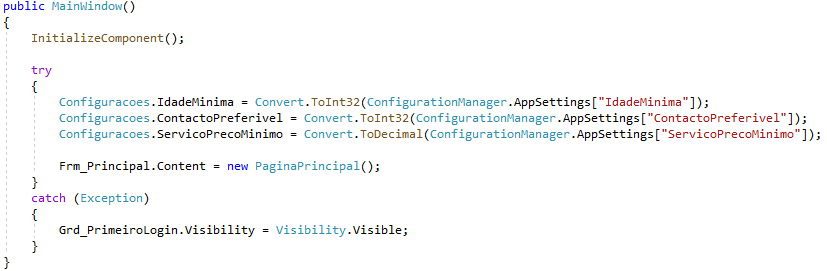 public MainWindow()
{
InitializeComponent();
try
{
Configuracoes.IdadeMinima = Convert.ToInt32(ConfigurationManager.AppSettings["IdadeMinima"]);
Configuracoes.ContactoPreferivel = Convert.ToInt32(ConfigurationManager.AppSettings["ContactoPreferivel"]);
Configuracoes.ServicoPrecoMinimo = Convert.ToDecimal(ConfigurationManager.AppSettings["ServicoPrecoMinimo"]);
Frm_Principal.Content = new PaginaPrincipal();
}
catch (Exception)
{
Grd_PrimeiroLogin.Visibility = Visibility.Visible;
}
}